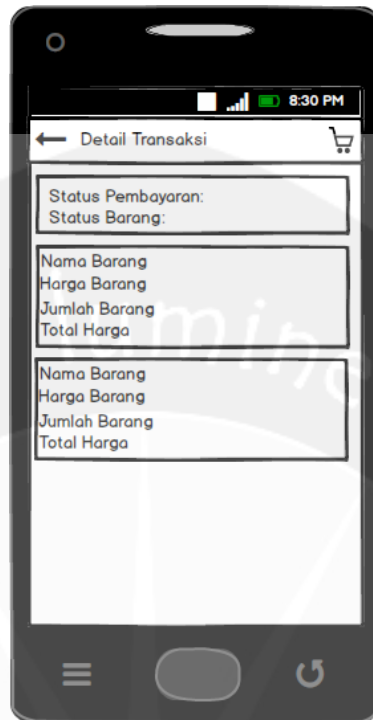 8:30 PM
Detail Transaksi
Status Pembayaran:
Status Barang:
Nama Barang
Harga Barang
Jumlah Barang
Total Harga
Nama Barang
Harga Barang
Jumlah Barang
Total Harga